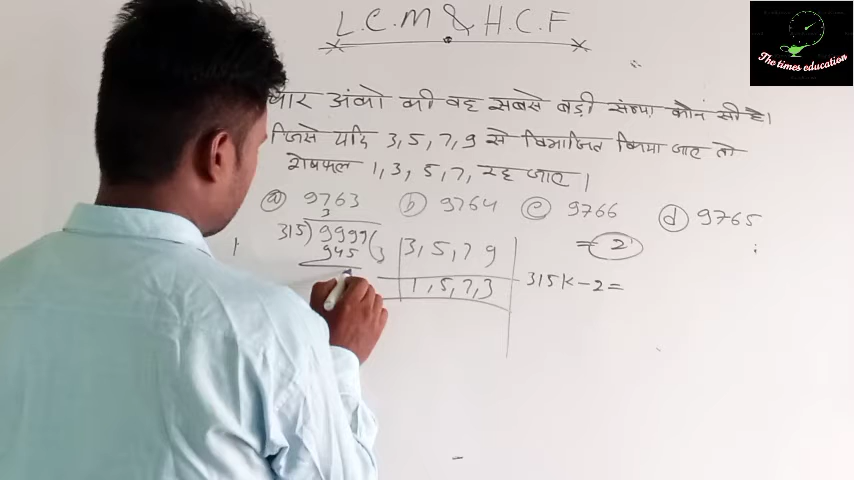 L.C.M & H.C.F
The times education
चार अंको की वह सबसे बड़ी संख्या कौन सी है।
जिसे यदि 3, 5, 7, 9 से विभाजित किया जाए तो
शेषफल 1, 3, 5, 7, रह जाए।
(a) 9763 (b) 9764 (c) 9766 (d) 9765
3
315) 9999( 3
945
3, 5, 7 9
1, 5, 7, 3
= 2
315K - 2 =